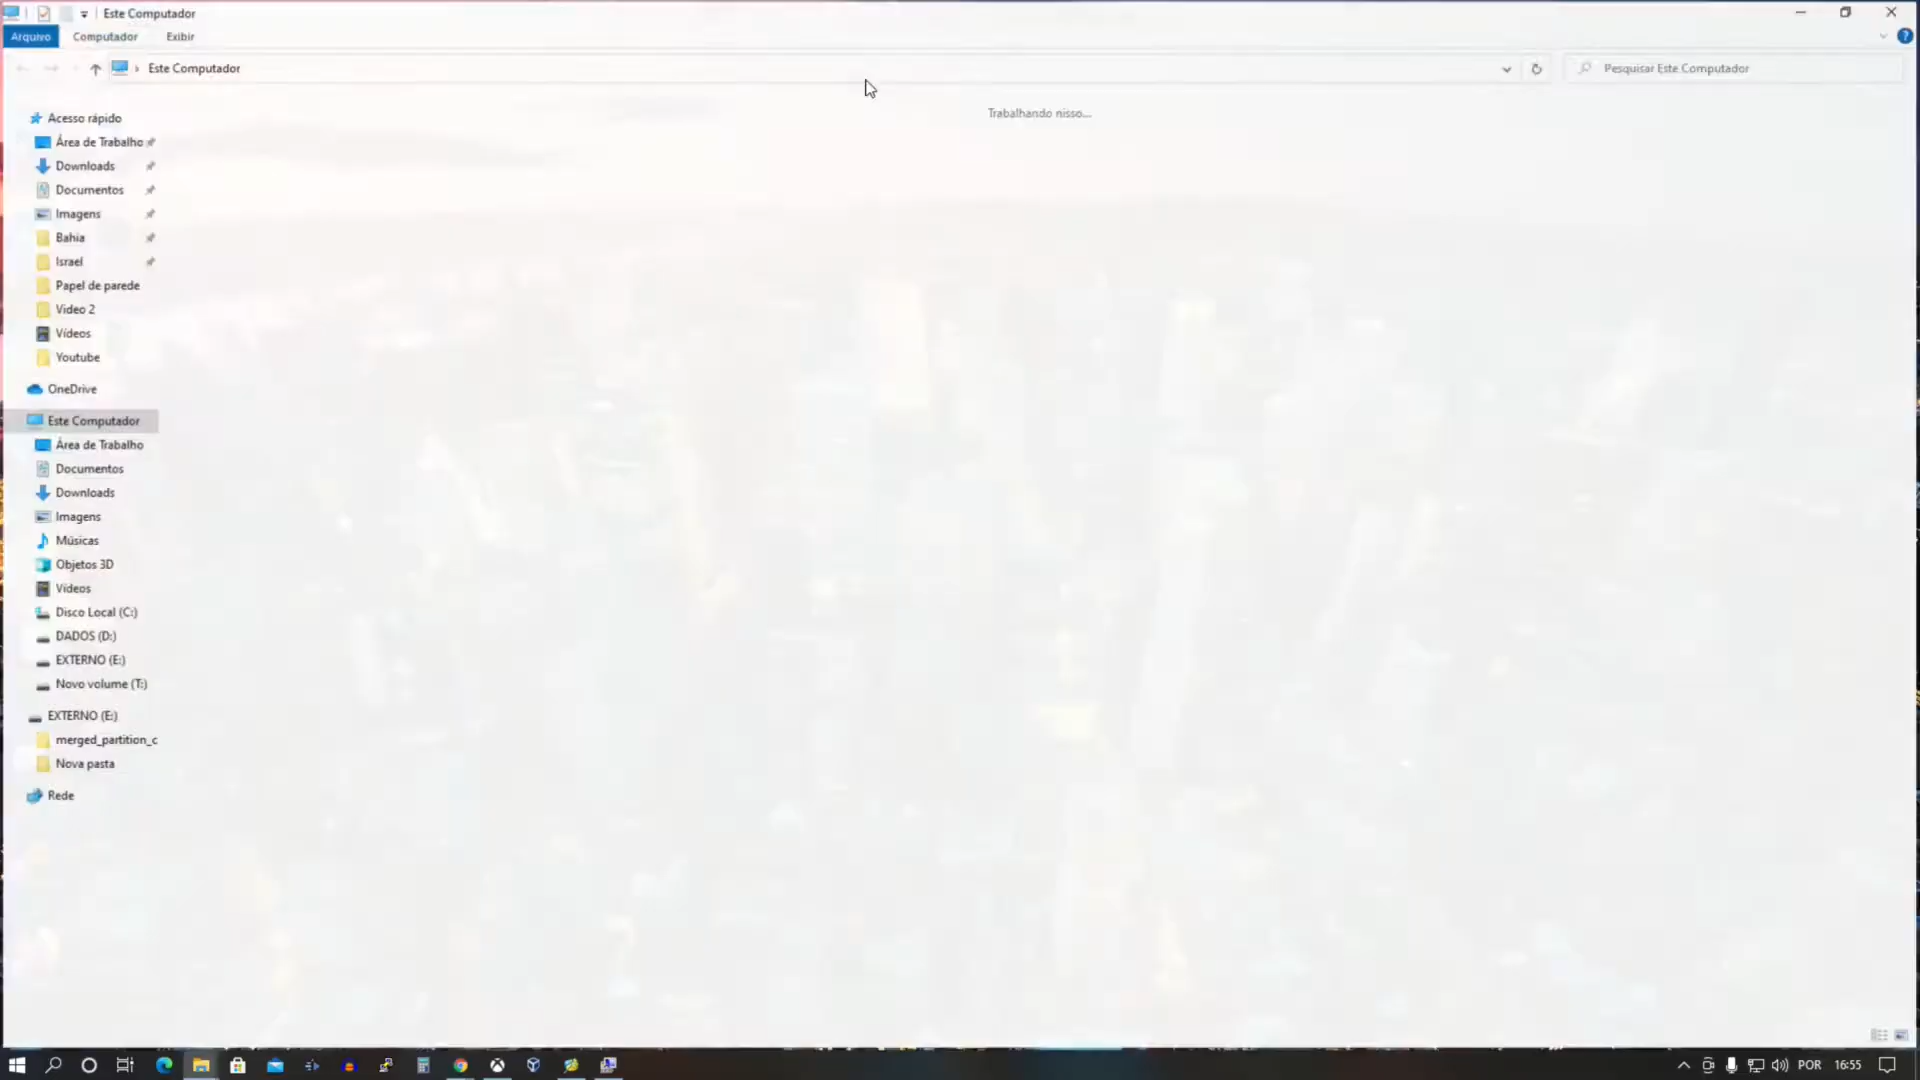 Este Computador
Arquivo Computador Exibir
Este Computador
Pesquisar Este Computador
Trabalhando nisso...
Acesso rápido
Área de Trabalho
Downloads
Documentos
Imagens
Bahia
Israel
Papel de parede
Video 2
Vídeos
Youtube
OneDrive
Este Computador
Área de Trabalho
Documentos
Downloads
Imagens
Músicas
Objetos 3D
Vídeos
Disco Local (C:)
DADOS (D:)
EXTERNO (E:)
Novo volume (T:)
EXTERNO (E:)
merged_partition_c
Nova pasta
Rede
POR 16:55